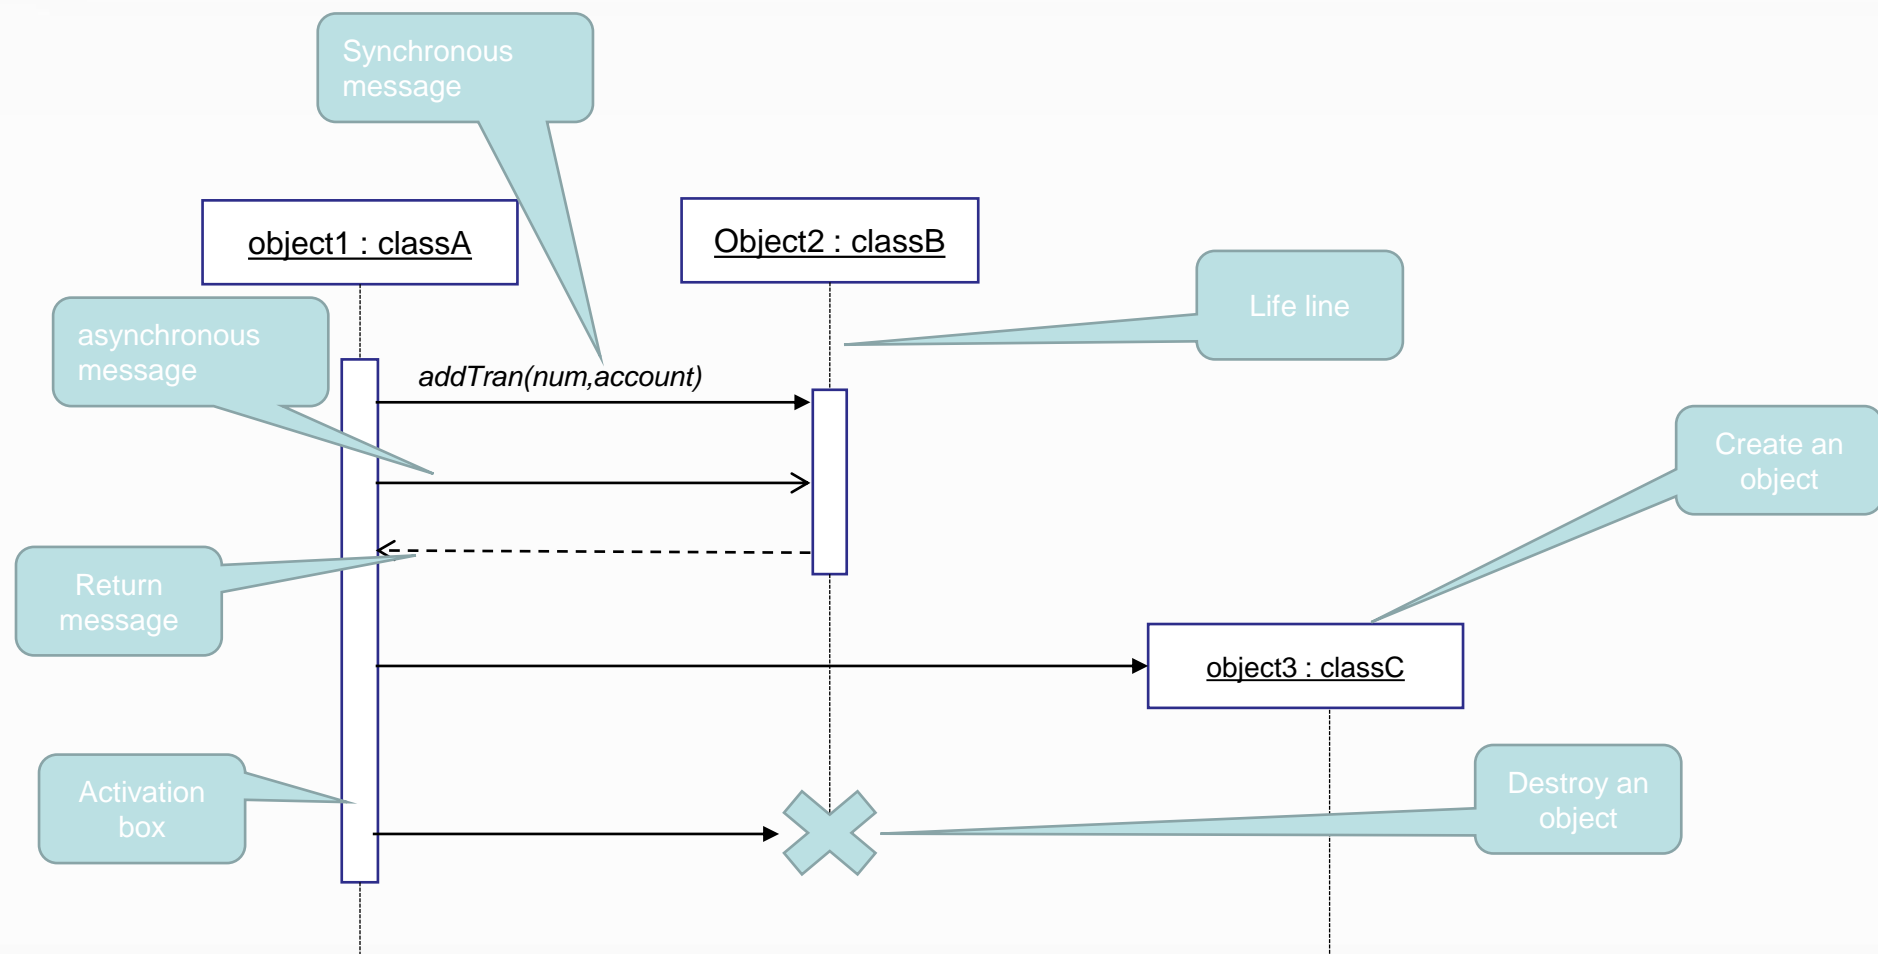 Synchronous
message
object1 : classA
Object2 : classB
Life line
asynchronous
message
addTran(num,account)
Create an
object
Return
message
object3 : classC
Activation
box
Destroy an
object